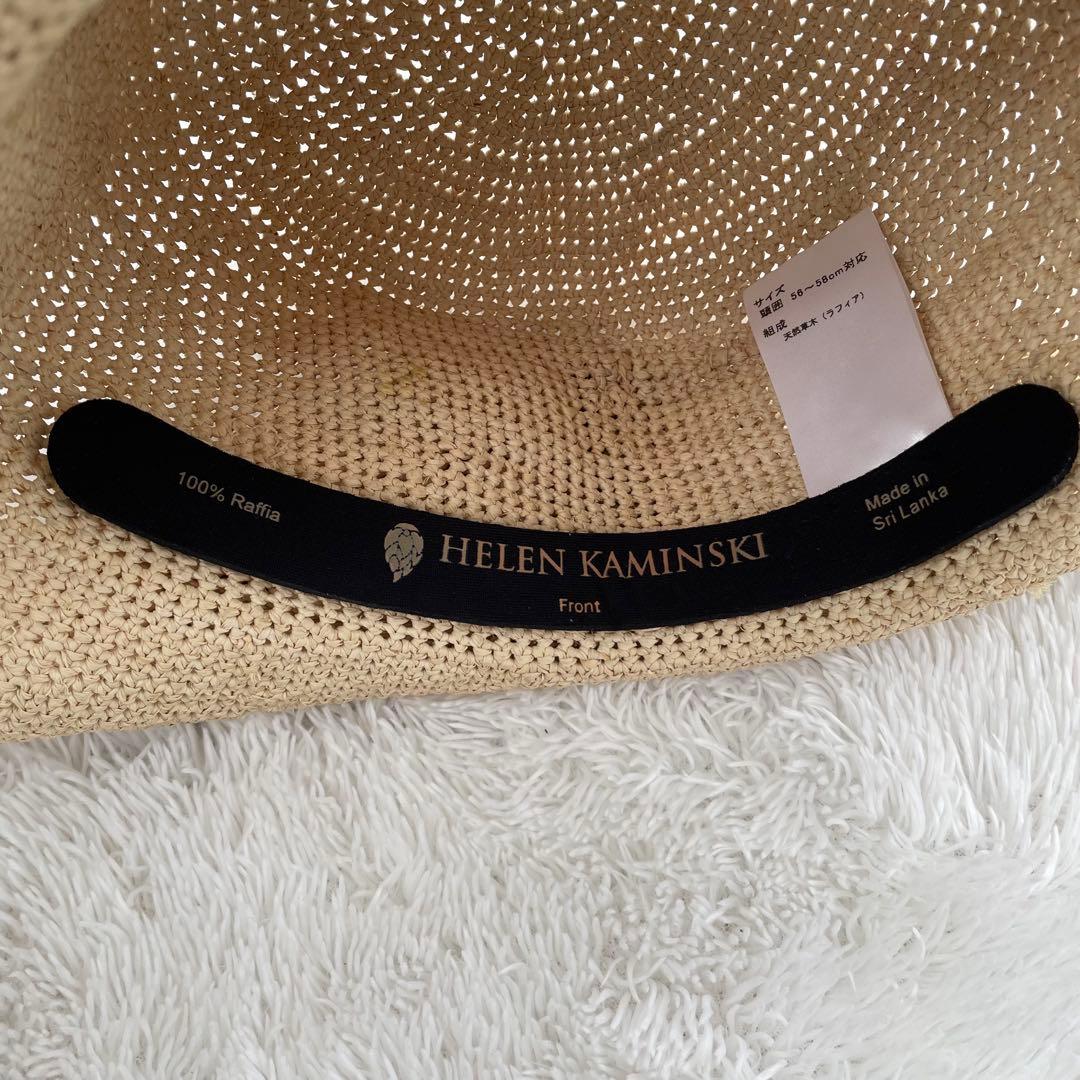 サイズ
頭囲 56～58cm対応
組成
天然草木（ラフィア）
100% Raffia
HELEN KAMINSKI
Front
Made in
Sri Lanka